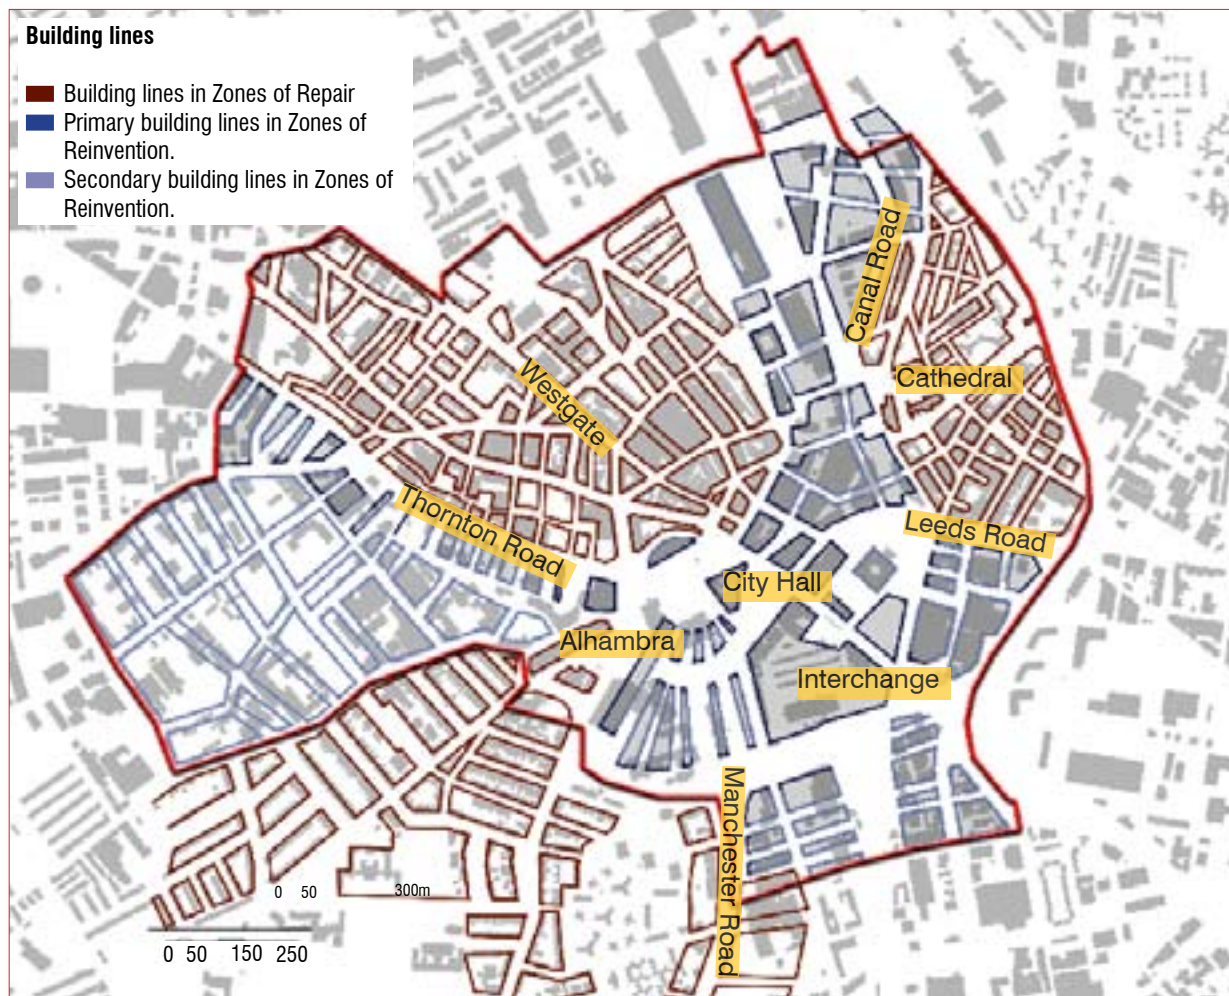 Building lines
Building lines in Zones of Repair
Primary building lines in Zones of
Reinvention.
Secondary building lines in Zones of
Reinvention.
Canal Road
Cathedral
Westgate
Thornton Road
Leeds Road
City Hall
Alhambra
Interchange
Manchester Road
0 50 300m
0 50 150 250